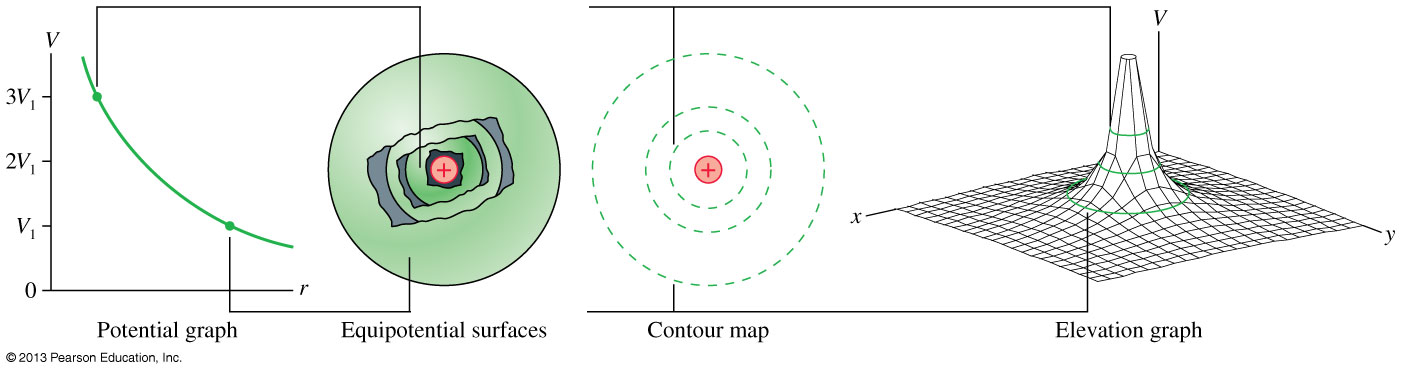 V
3V₁
2V₁
V₁
0
r
+
+
V
x
y
Potential graph
Equipotential surfaces
Contour map
Elevation graph
© 2013 Pearson Education, Inc.